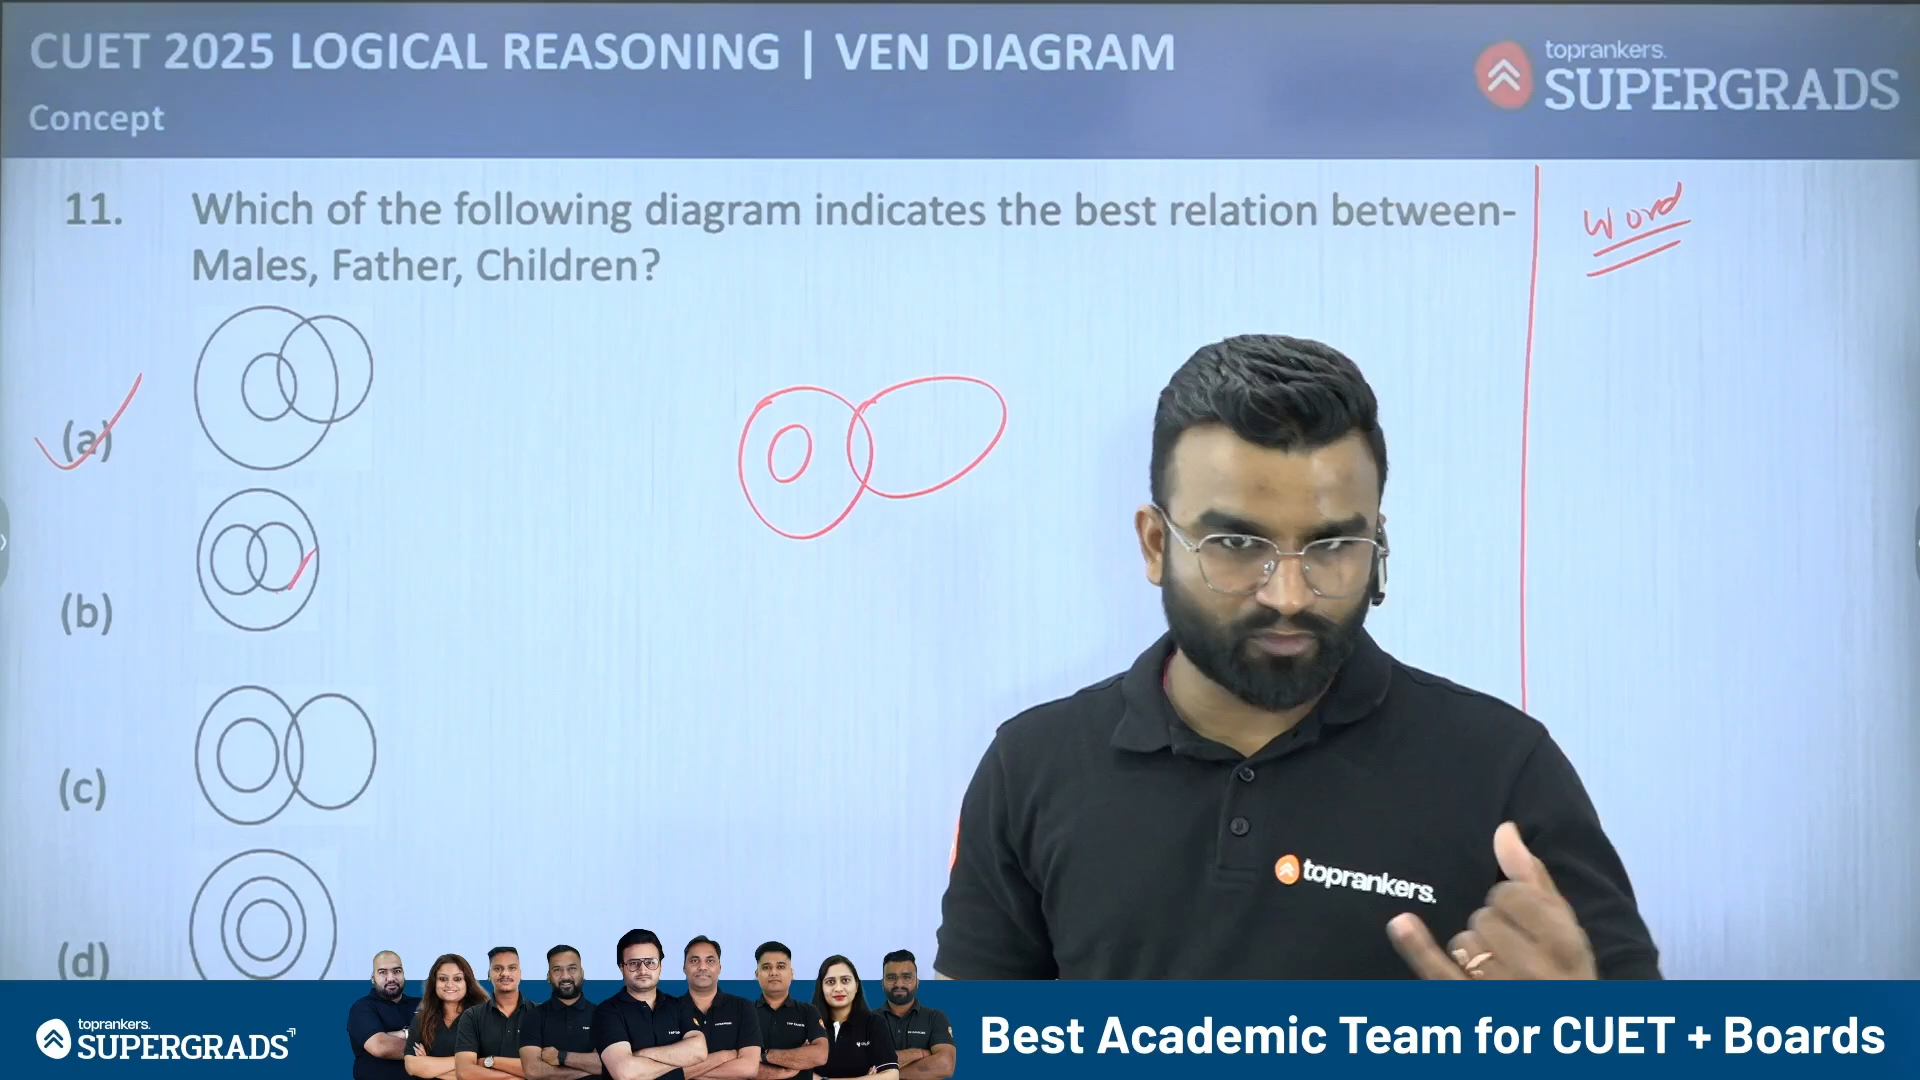 CUET 2025 LOGICAL REASONING | VEN DIAGRAM
Concept
toprankers.
SUPERGRADS
11. Which of the following diagram indicates the best relation between-
Males, Father, Children?
word
(a)
(b)
(c)
(d)
toprankers.
toprankers.
SUPERGRADS
Best Academic Team for CUET + Boards